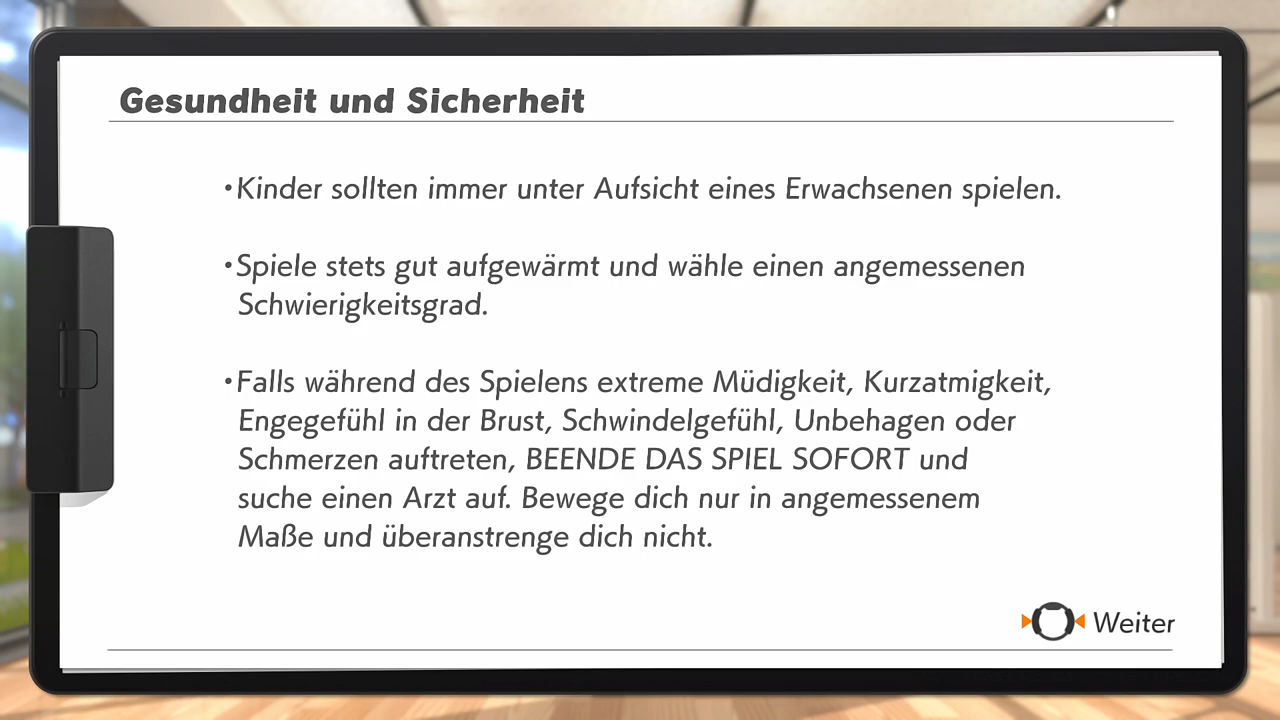 Gesundheit und Sicherheit
•Kinder sollten immer unter Aufsicht eines Erwachsenen spielen.
•Spiele stets gut aufgewärmt und wähle einen angemessenen
Schwierigkeitsgrad.
•Falls während des Spielens extreme Müdigkeit, Kurzatmigkeit,
Engegefühl in der Brust, Schwindelgefühl, Unbehagen oder
Schmerzen auftreten, BEENDE DAS SPIEL SOFORT und
suche einen Arzt auf. Bewege dich nur in angemessenem
Maße und überanstrenge dich nicht.
Weiter